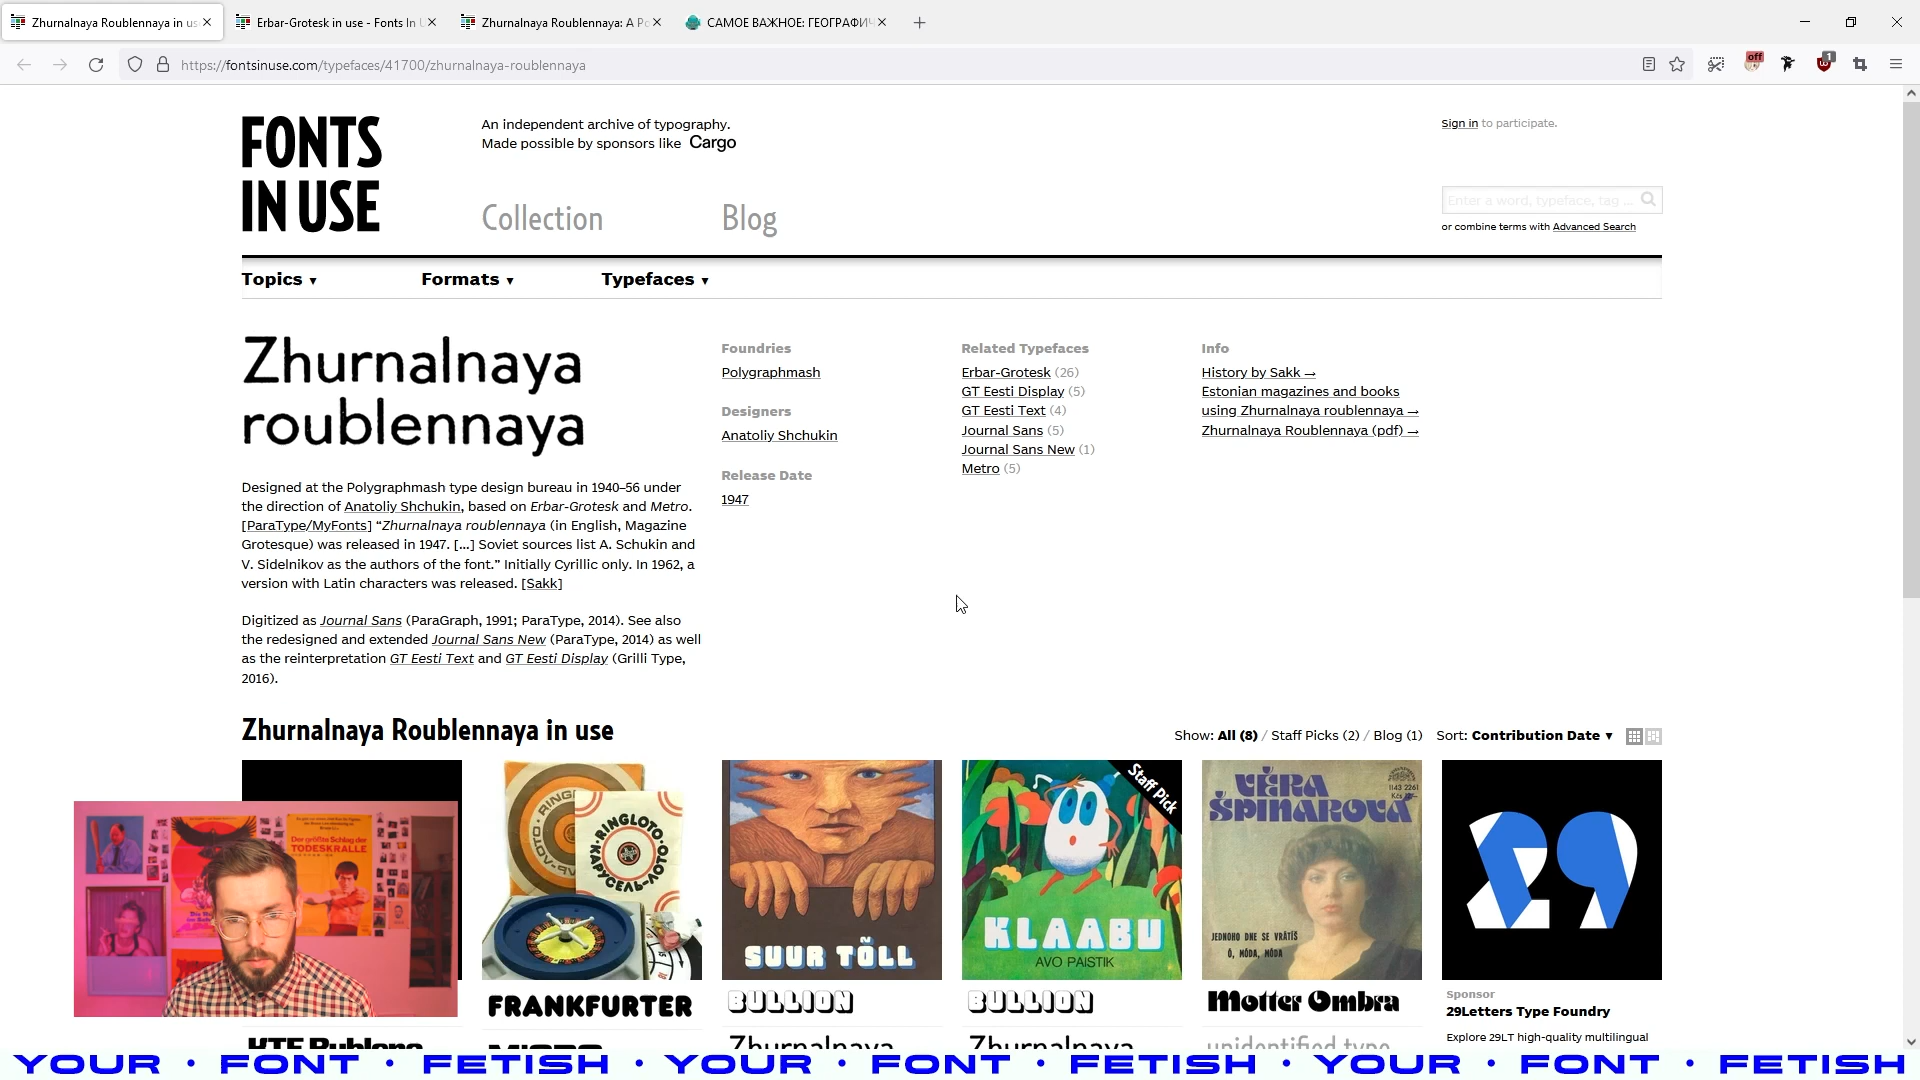 Zhurnalnaya Roublennaya in us
Erbar-Grotesk in use - Fonts In U
Zhurnalnaya Roublennaya: A Po
САМОЕ ВАЖНОЕ: ГЕОГРАФИЧ
https://fontsinuse.com/typefaces/41700/zhurnalnaya-roublennaya
off
1
FONTS
IN USE
An independent archive of typography.
Made possible by sponsors like Cargo
Sign in to participate.
Collection
Blog
Enter a word, typeface, tag ...
or combine terms with Advanced Search
Topics ▾
Formats ▾
Typefaces ▾
Zhurnalnaya
roublennaya
Designed at the Polygraphmash type design bureau in 1940–56 under
the direction of Anatoliy Shchukin, based on Erbar-Grotesk and Metro.
[ParaType/MyFonts] “Zhurnalnaya roublennaya (in English, Magazine
Grotesque) was released in 1947. […] Soviet sources list A. Schukin and
V. Sidelnikov as the authors of the font.” Initially Cyrillic only. In 1962, a
version with Latin characters was released. [Sakk]
Digitized as Journal Sans (ParaGraph, 1991; ParaType, 2014). See also
the redesigned and extended Journal Sans New (ParaType, 2014) as well
as the reinterpretation GT Eesti Text and GT Eesti Display (Grilli Type,
2016).
Foundries
Polygraphmash
Designers
Anatoliy Shchukin
Release Date
1947
Related Typefaces
Erbar-Grotesk (26)
GT Eesti Display (5)
GT Eesti Text (4)
Journal Sans (5)
Journal Sans New (1)
Metro (5)
Info
History by Sakk →
Estonian magazines and books
using Zhurnalnaya roublennaya →
Zhurnalnaya Roublennaya (pdf) →
Zhurnalnaya Roublennaya in use
Show: All (8) / Staff Picks (2) / Blog (1) Sort: Contribution Date ▾
Der größte Schlag der
TODESKRALLE
RINGLOTO
КАРУСЕЛЬ-ЛОТО
SUUR TÕLL
Staff Pick
KLAABU
AVO PAISTIK
VĚRA
ŠPINAROVÁ
1143 2261
JEDNOHO DNE SE VRÁTÍŠ
Ó, MÓDA, MÓDA
29
FRANKFURTER
BULLION
BULLION
Motter Ombra
Sponsor
29Letters Type Foundry
Explore 29LT high-quality multilingual
Zhurnalnaya
Zhurnalnaya
unidentified type
YOUR · FONT · FETISH · YOUR · FONT · FETISH · YOUR · FONT · FETISH